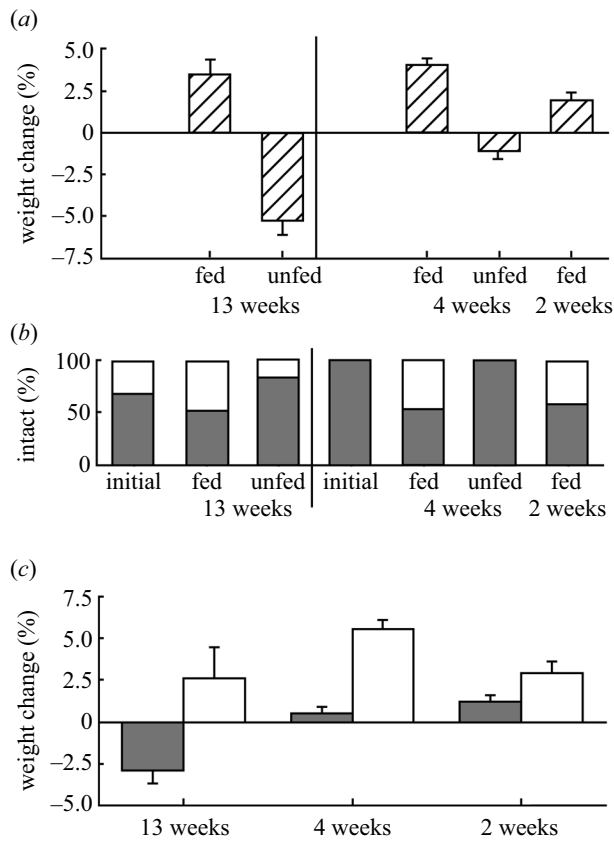 (a)
5.0
2.5
0
–2.5
–5.0
–7.5
weight change (%)
fed unfed fed unfed fed
13 weeks 4 weeks 2 weeks
(b)
100
50
0
intact (%)
initial fed unfed initial fed unfed fed
13 weeks 4 weeks 2 weeks
(c)
7.5
5.0
2.5
0
–2.5
–5.0
weight change (%)
13 weeks 4 weeks 2 weeks